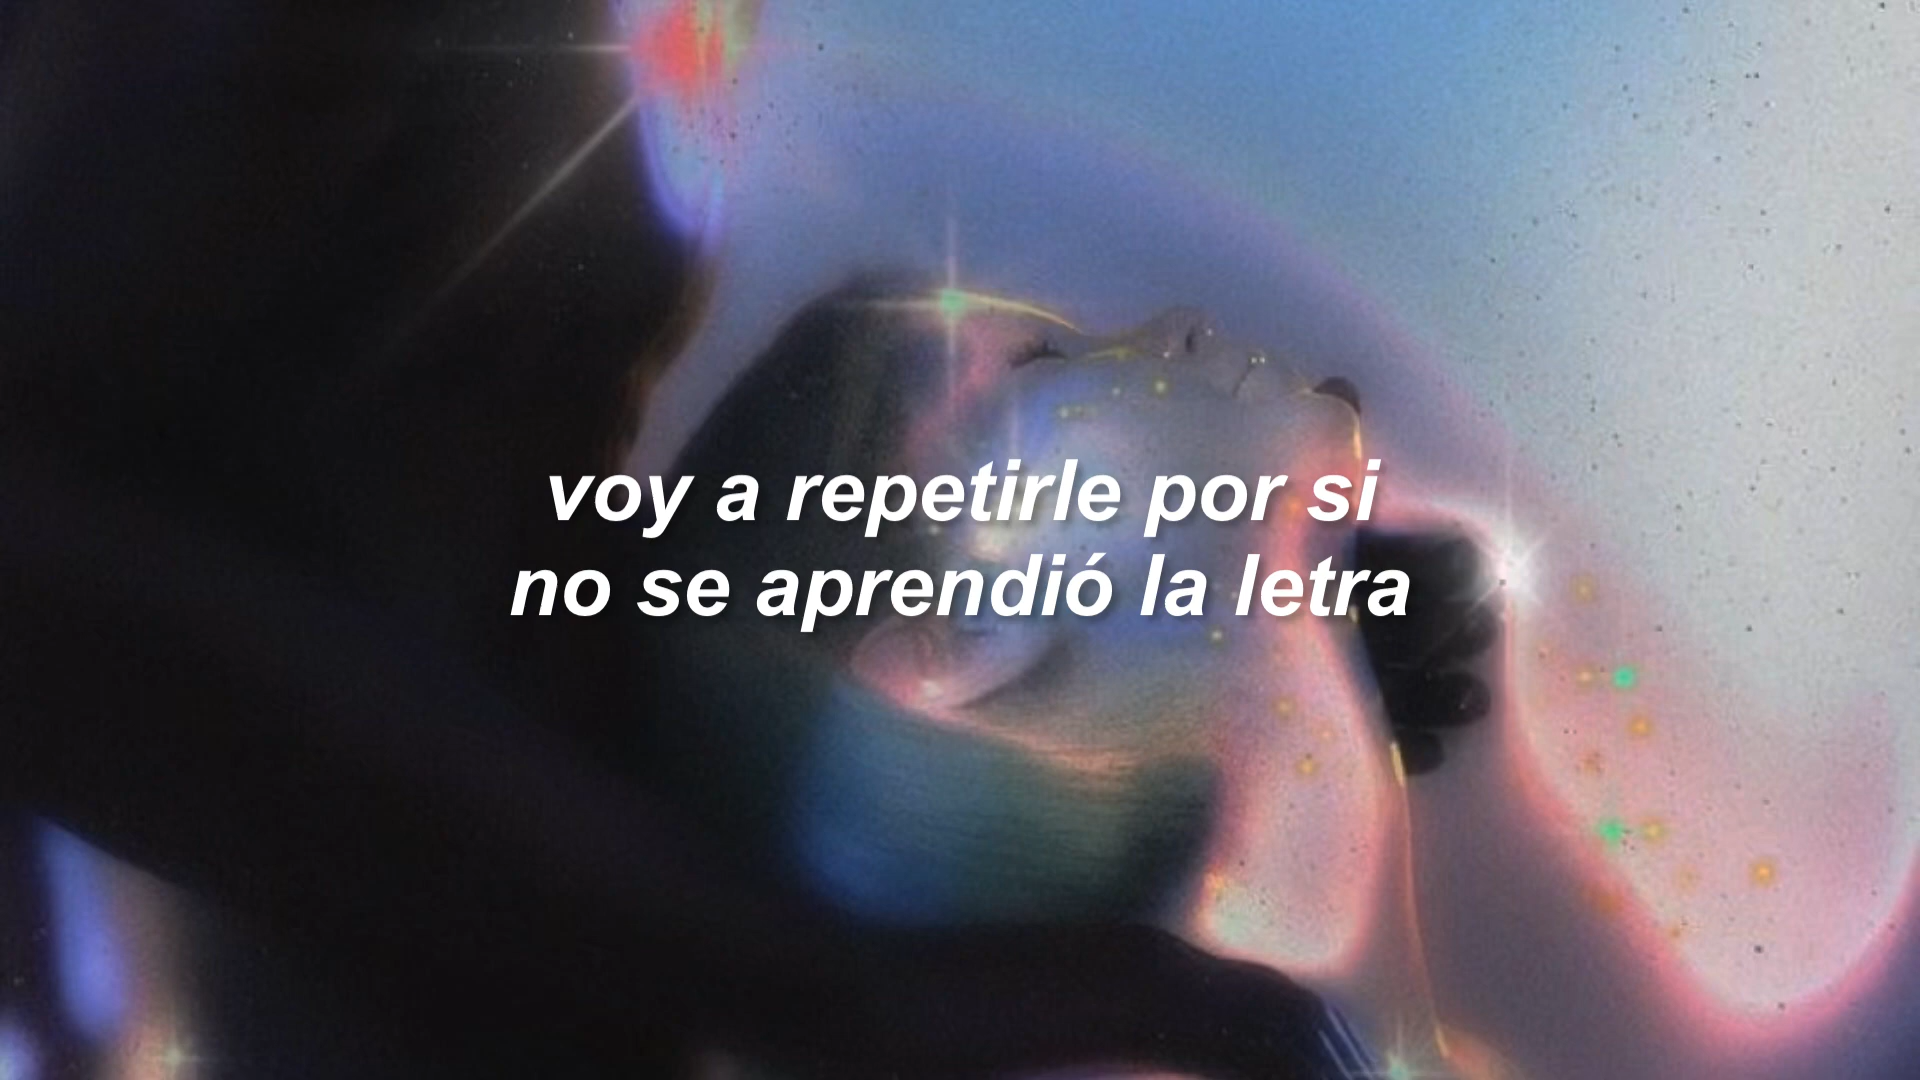 voy a repetirle por si
no se aprendió la letra